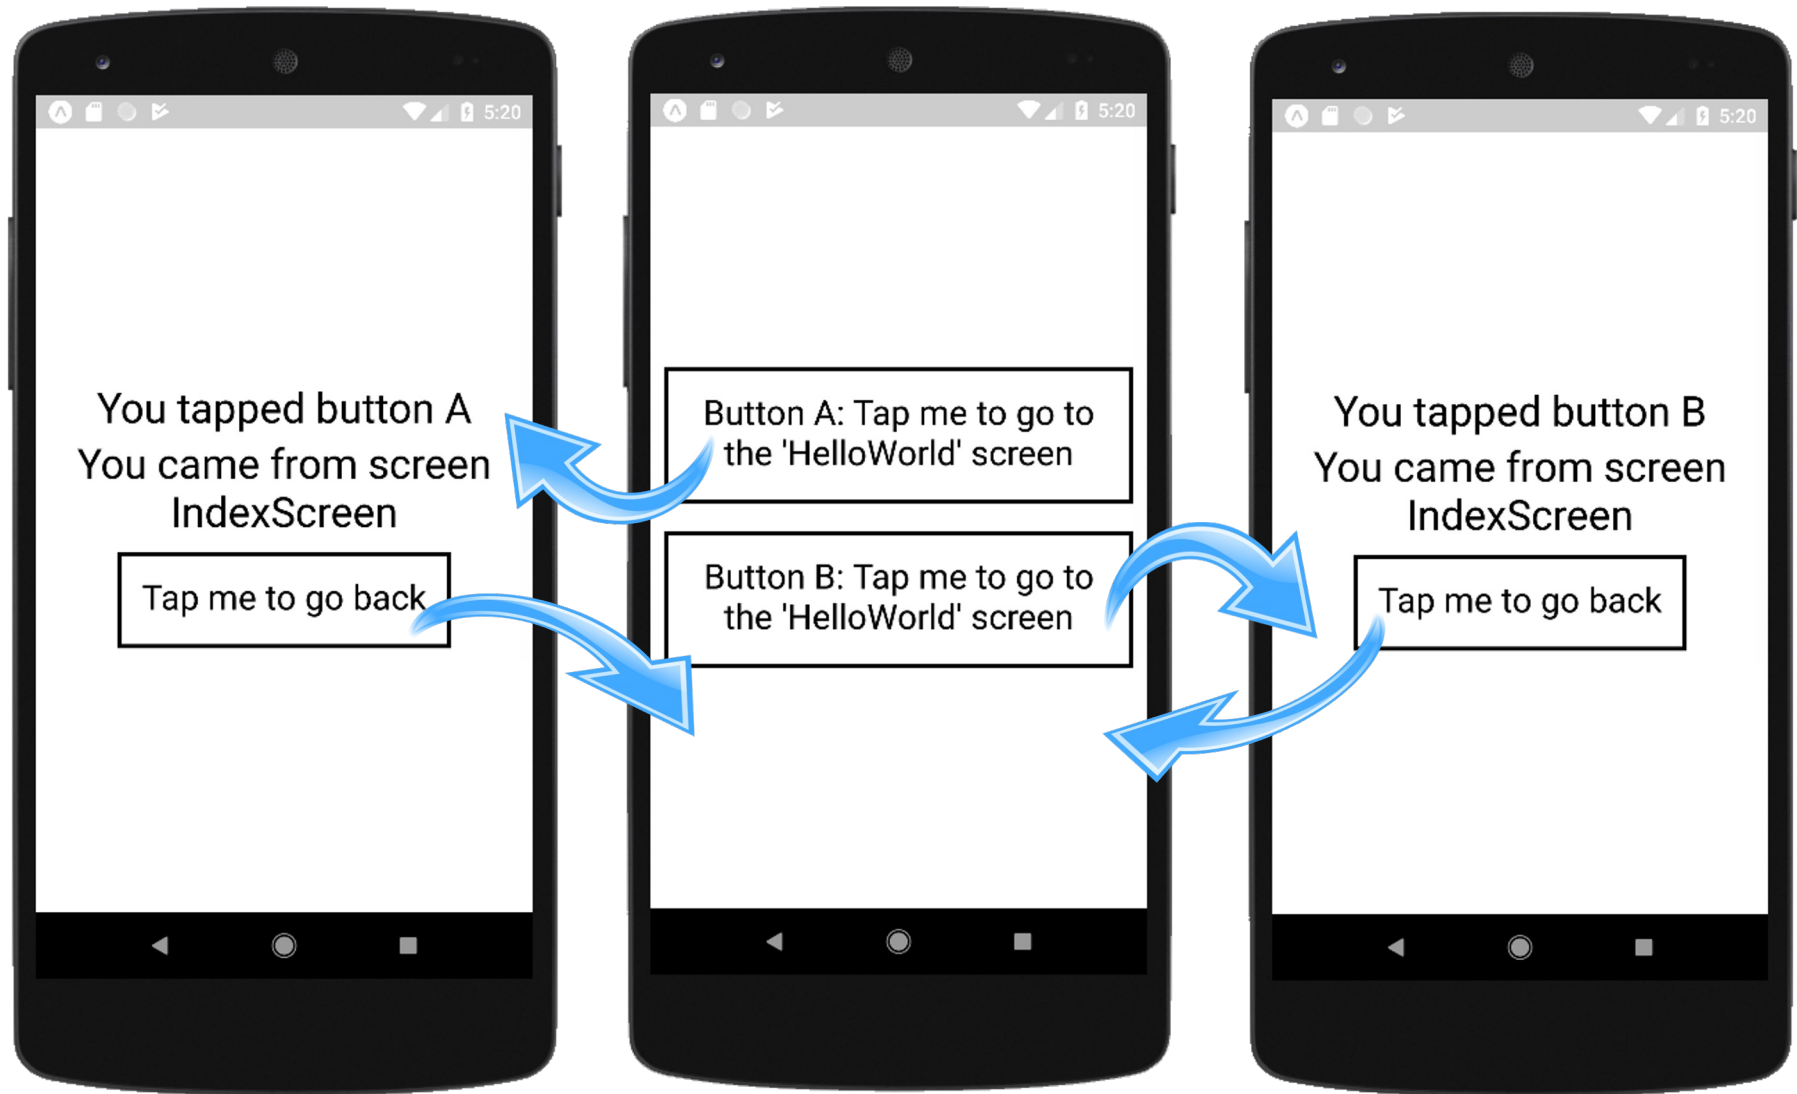 5:20
You tapped button A
You came from screen
IndexScreen
Tap me to go back
5:20
Button A: Tap me to go to
the 'HelloWorld' screen
Button B: Tap me to go to
the 'HelloWorld' screen
5:20
You tapped button B
You came from screen
IndexScreen
Tap me to go back